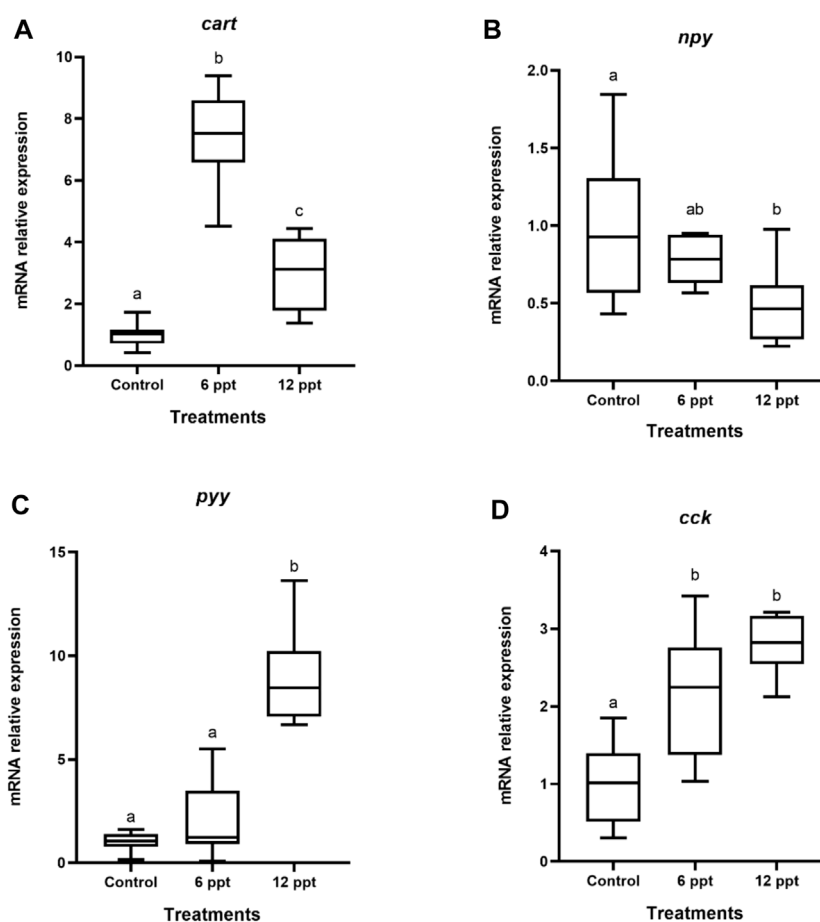 A
cart
mRNA relative expression
10
8
6
4
2
0
a
b
c
Control 6 ppt 12 ppt
Treatments
B
npy
mRNA relative expression
2.0
1.5
1.0
0.5
0.0
a
ab
b
Control 6 ppt 12 ppt
Treatments
C
pyy
mRNA relative expression
15
10
5
0
a
a
b
Control 6 ppt 12 ppt
Treatments
D
cck
mRNA relative expression
4
3
2
1
0
a
b
b
Control 6 ppt 12 ppt
Treatments